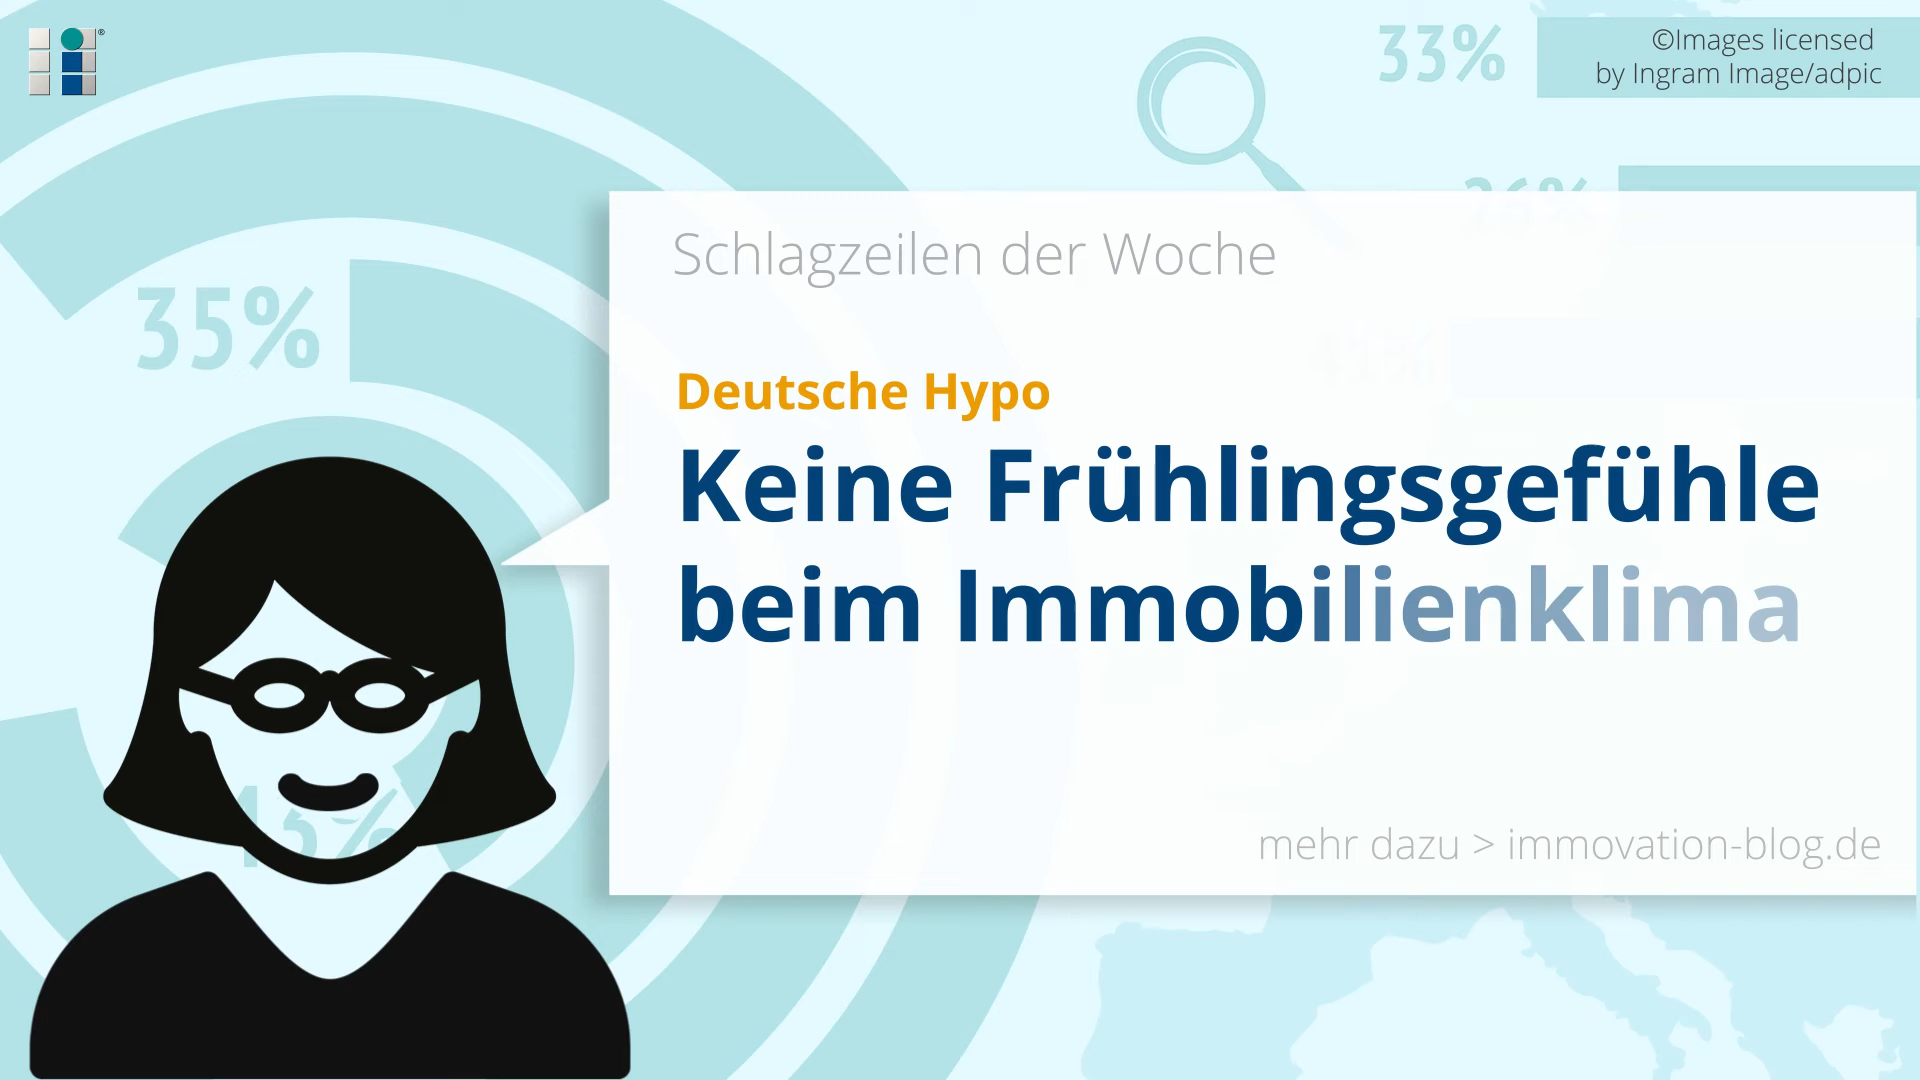 33%
©Images licensed
by Ingram Image/adpic
26%
Schlagzeilen der Woche
35%
Deutsche Hypo
Keine Frühlingsgefühle
beim Immobilienklima
mehr dazu > immovation-blog.de